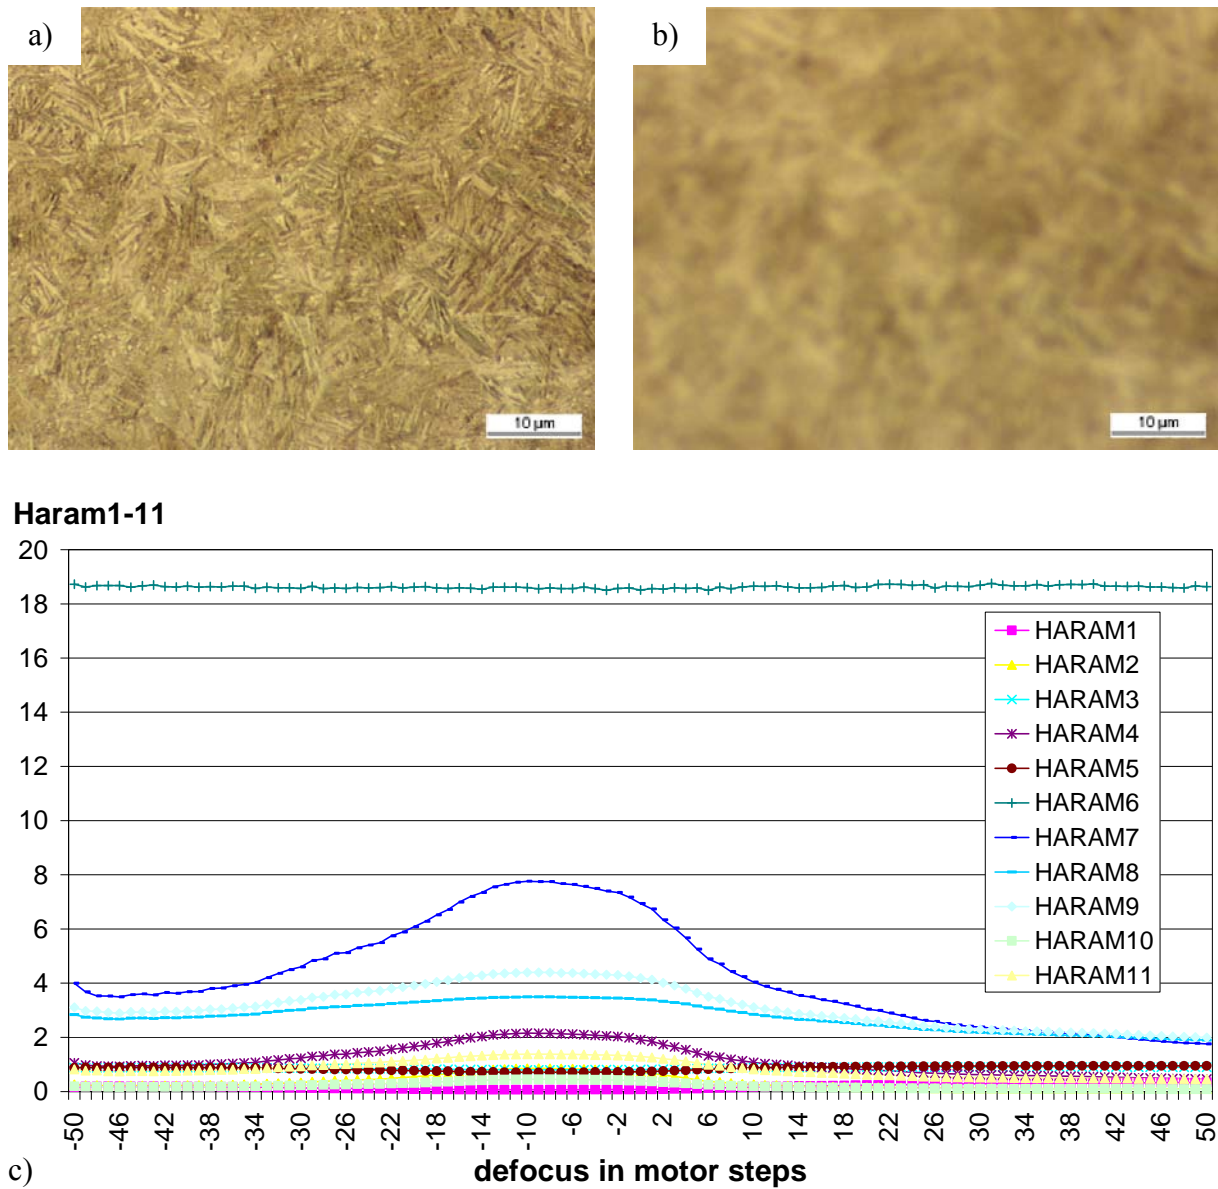 a)
b)
10 µm
10 µm
Haram1-11
20
18
16
14
12
10
8
6
4
2
0
HARAM1
HARAM2
HARAM3
HARAM4
HARAM5
HARAM6
HARAM7
HARAM8
HARAM9
HARAM10
HARAM11
-50 -46 -42 -38 -34 -30 -26 -22 -18 -14 -10 -6 -2 2 6 10 14 18 22 26 30 34 38 42 46 50
c)
defocus in motor steps